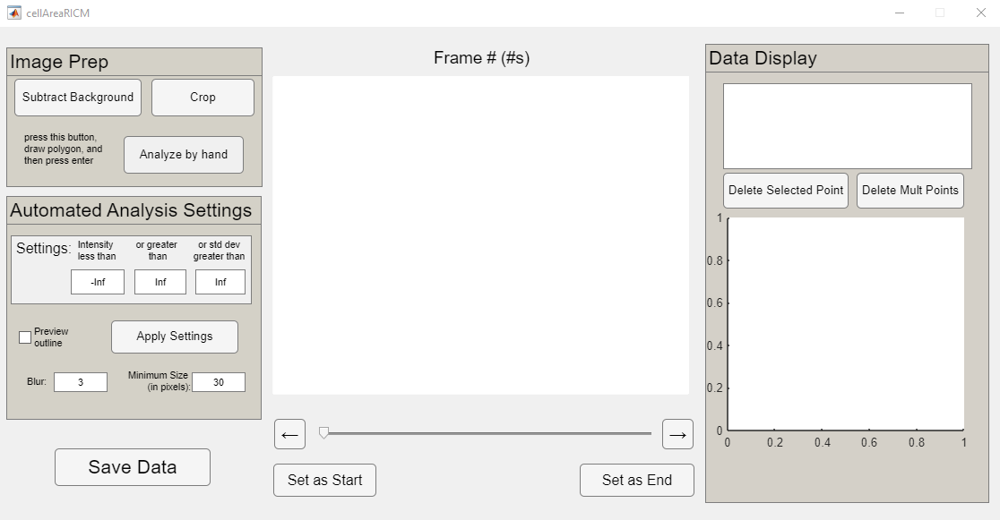 cellAreaRICM
Image Prep
Subtract Background
Crop
press this button,
draw polygon, and
then press enter
Analyze by hand
Automated Analysis Settings
Settings:
Intensity
less than
or greater
than
or std dev
greater than
-Inf
Inf
Inf
Preview
outline
Apply Settings
Blur:
3
Minimum Size
(in pixels):
30
Save Data
Frame # (#s)
←
→
Set as Start
Set as End
Data Display
Delete Selected Point
Delete Mult Points
1
0.8
0.6
0.4
0.2
0
0
0.2
0.4
0.6
0.8
1